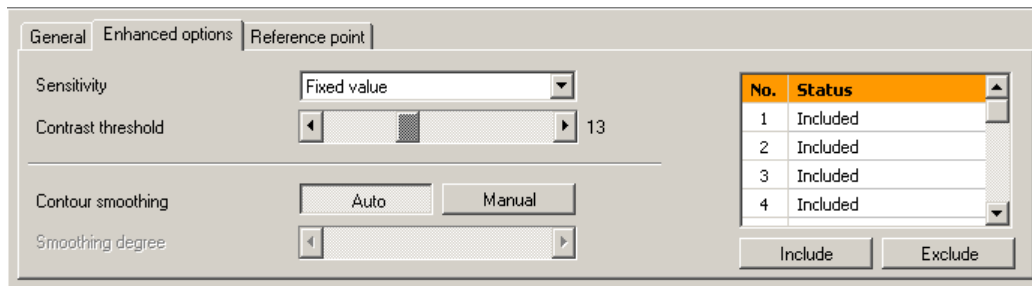 General Enhanced options Reference point
Sensitivity Fixed value
Contrast threshold 13
Contour smoothing Auto Manual
Smoothing degree
No. Status
1 Included
2 Included
3 Included
4 Included
Include Exclude